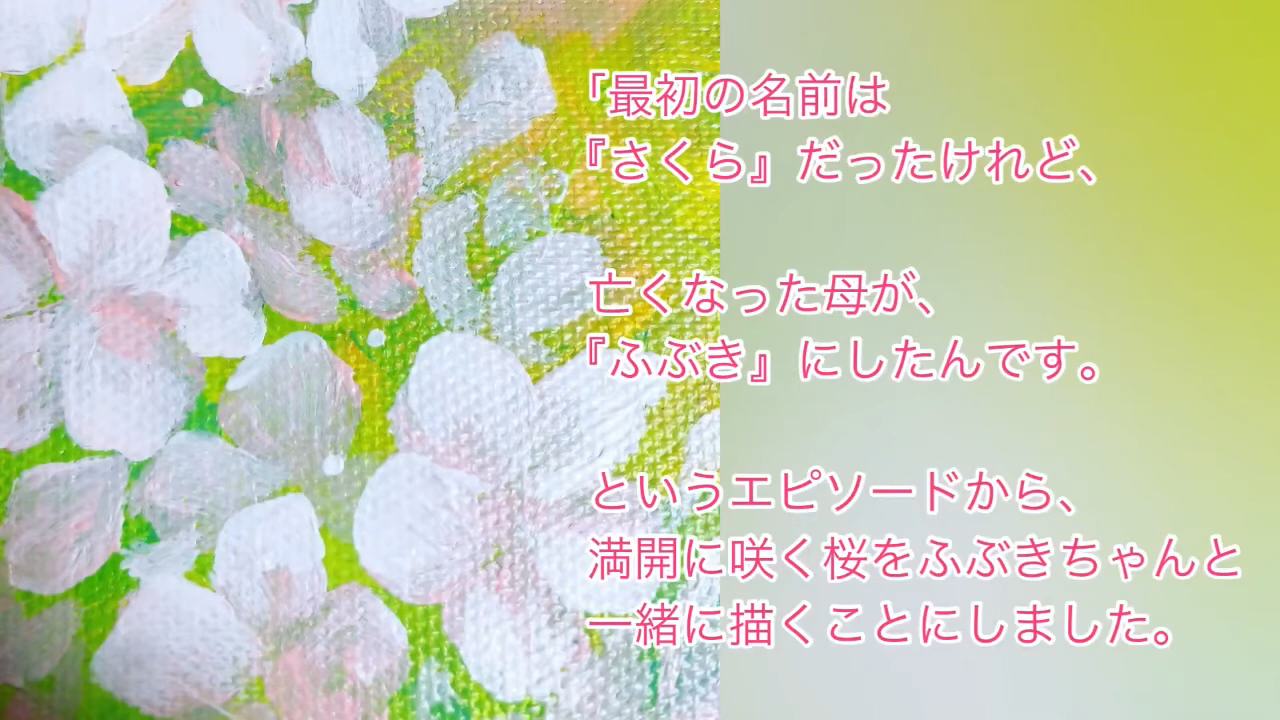 「最初の名前は
『さくら』だったけれど、
亡くなった母が、
『ふぶき』にしたんです。
というエピソードから、
満開に咲く桜をふぶきちゃんと
一緒に描くことにしました。